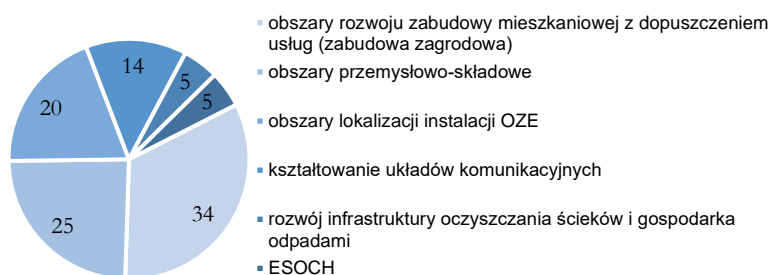 14
5
5
20
25
34
obszary rozwoju zabudowy mieszkaniowej z dopuszczeniem
usług (zabudowa zagrodowa)
obszary przemysłowo-składowe
obszary lokalizacji instalacji OZE
kształtowanie układów komunikacyjnych
rozwój infrastruktury oczyszczania ścieków i gospodarka
odpadami
ESOCH